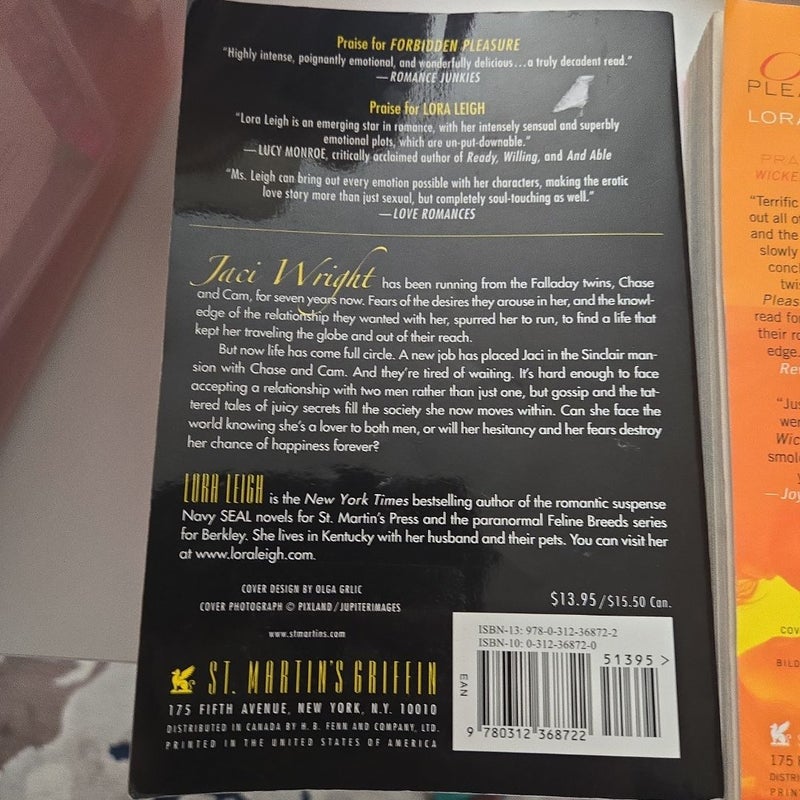 Praise for FORBIDDEN PLEASURE
"Highly intense, poignantly emotional, and wonderfully delicious...a truly decadent read."
—ROMANCE JUNKIES
Praise for LORA LEIGH
"Lora Leigh is an emerging star in romance, with her intensely sensual and superbly
emotional plots, which are un-put-downable."
—LUCY MONROE, critically acclaimed author of Ready, Willing, and And Able
"Ms. Leigh can bring out every emotion possible with her characters, making the erotic
love story more than just sexual, but completely soul-touching as well."
—LOVE ROMANCES
Jaci Wright has been running from the Falladay twins, Chase
and Cam, for seven years now. Fears of the desires they arouse in her, and the knowl-
edge of the relationship they wanted with her, spurred her to run, to find a life that
kept her traveling the globe and out of their reach.
But now life has come full circle. A new job has placed Jaci in the Sinclair man-
sion with Chase and Cam. And they're tired of waiting. It's hard enough to face
accepting a relationship with two men rather than just one, but gossip and the tat-
tered tales of juicy secrets fill the society she now moves within. Can she face the
world knowing she's a lover to both men, or will her hesitancy and her fears destroy
her chance of happiness forever?
LORA LEIGH is the New York Times bestselling author of the romantic suspense
Navy SEAL novels for St. Martin's Press and the paranormal Feline Breeds series
for Berkley. She lives in Kentucky with her husband and their pets. You can visit her
at www.loraleigh.com.
COVER DESIGN BY OLGA GRLIC
COVER PHOTOGRAPH © PIXLAND/JUPITERIMAGES
$13.95/$15.50 Can.
www.stmartins.com
ST. MARTIN'S GRIFFIN
175 FIFTH AVENUE, NEW YORK, N.Y. 10010
DISTRIBUTED IN CANADA BY H. B. FENN AND COMPANY, LTD.
PRINTED IN THE UNITED STATES OF AMERICA
ISBN-13: 978-0-312-36872-2
ISBN-10: 0-312-36872-0
51395 >
EAN
9 780312 368722
PLEA
LORA
PRA
WICKE
"Terrific
out all o
and the
slowly
conc
twis
Pleas
read fo
their ro
edge.
Re
"Jus
wer
Wic
smol
—Joy
COV
BILD
175
DISTR
PRIN